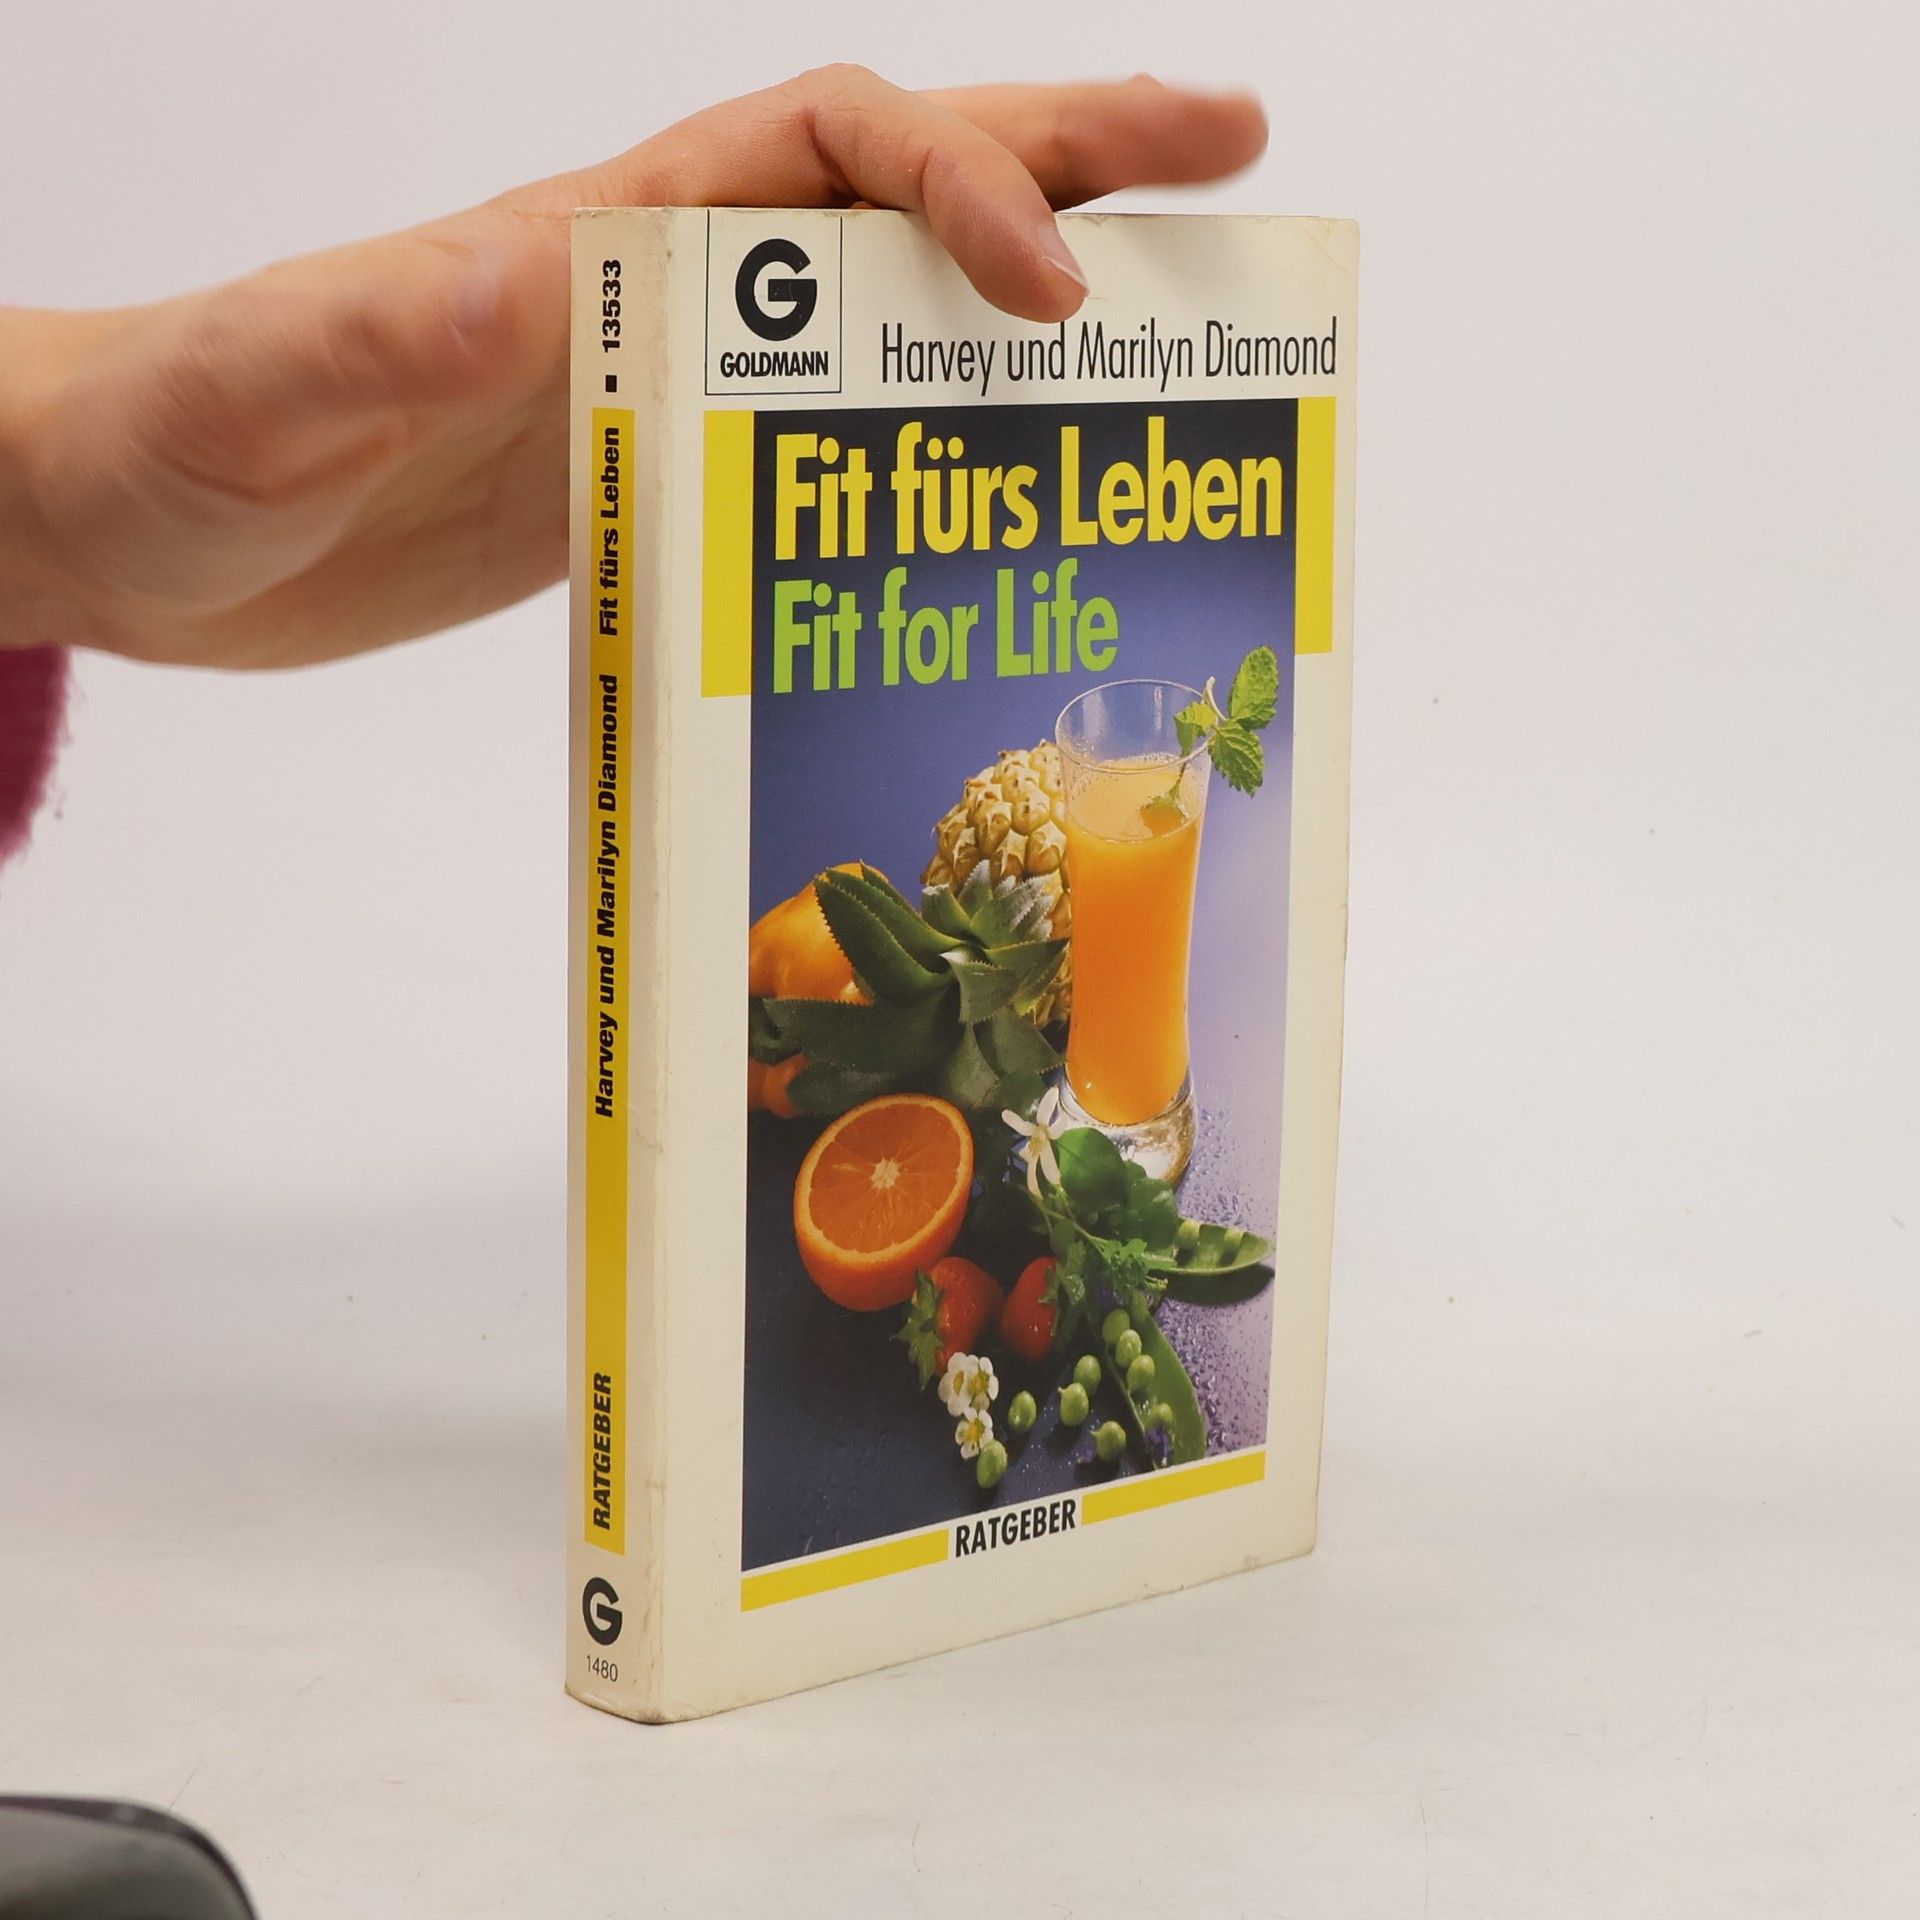 G
GOLDMANN
Harvey und Marilyn Diamond
Fit fürs Leben
Fit for Life
RATGEBER
Harvey und Marilyn Diamond Fit fürs Leben ■ 13533
RATGEBER
G
1480